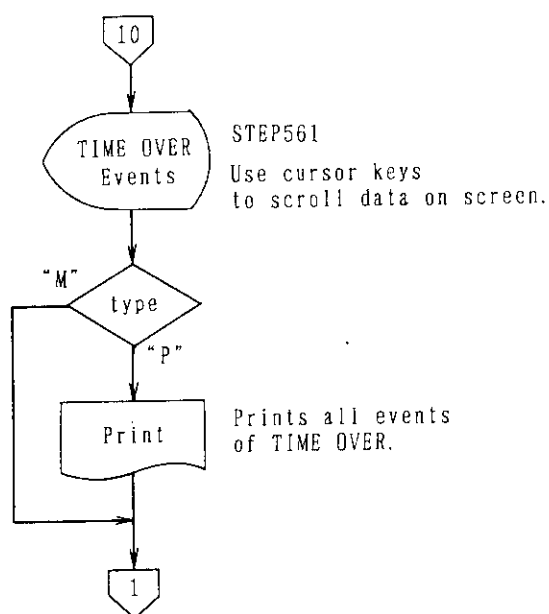 10
TIME OVER
Events
STEP561
Use cursor keys
to scroll data on screen.
"M"
type
"P"
Print
Prints all events
of TIME OVER.
1